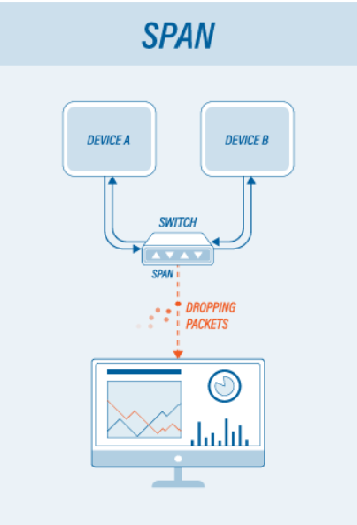 SPAN
DEVICE A
DEVICE B
SWITCH
SPAN
DROPPING
PACKETS